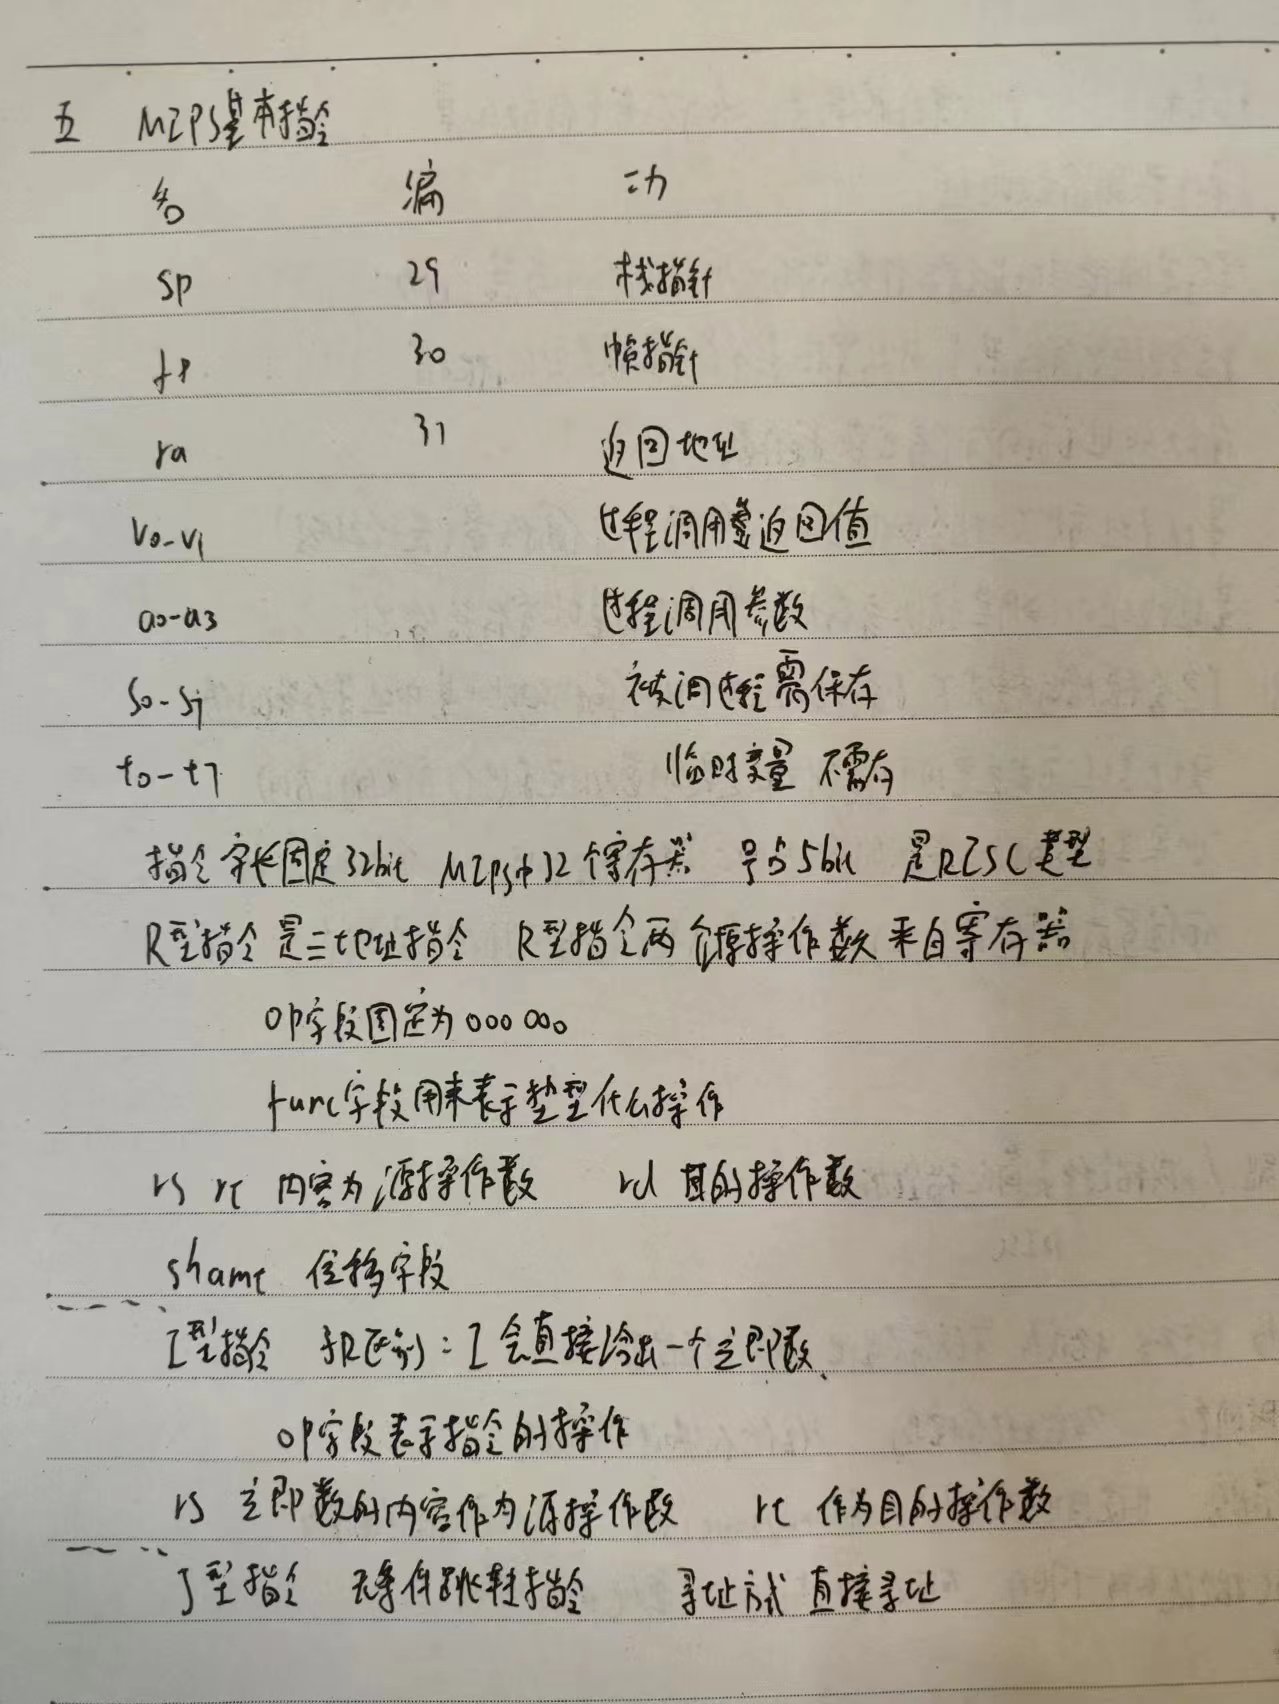 五 MIPS基本指令
名 编 功
sp 29 栈指针
fp 30 帧指针
ra 31 返回地址
v0-v1 过程调用返回值
a0-a3 过程调用参数
s0-s7 被调过程需保存
t0-t7 临时变量 不需存
指令字长固定32bit MIPS中32个寄存器 号占5bit 是RISC类型
R型指令是三地址指令 R型指令两个源操作数来自寄存器
OP字段固定为000000
func字段用来表示 型什么操作
rs rt 内容为源操作数 rd 目的操作数
shamt 位移字段
I型指令 与R区别:I会直接给出一个立即数
OP字段表示指令的操作
rs 立即数的内容作为源操作数 rt 作为目的操作数
J型指令 无条件跳转指令 寻址方式 直接寻址